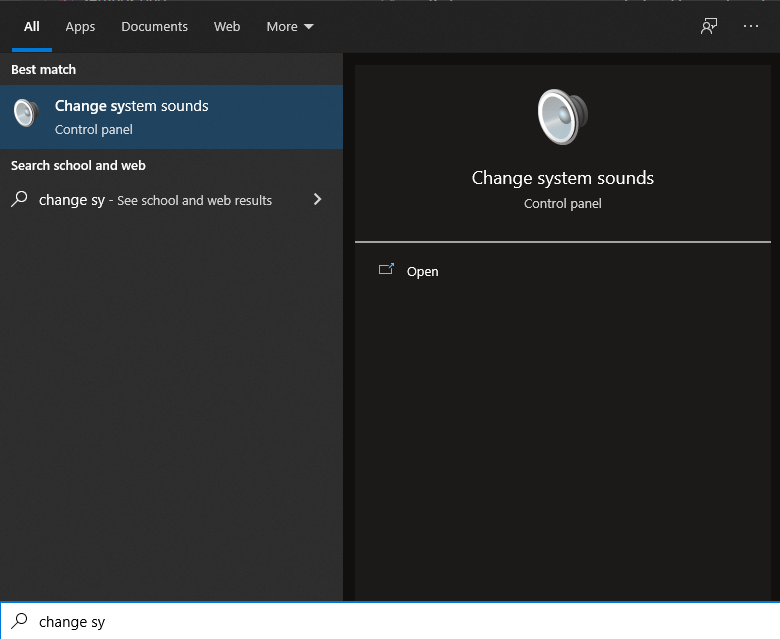 All Apps Documents Web More
Best match
Change system sounds
Control panel
Search school and web
change sy - See school and web results
Change system sounds
Control panel
Open
change sy